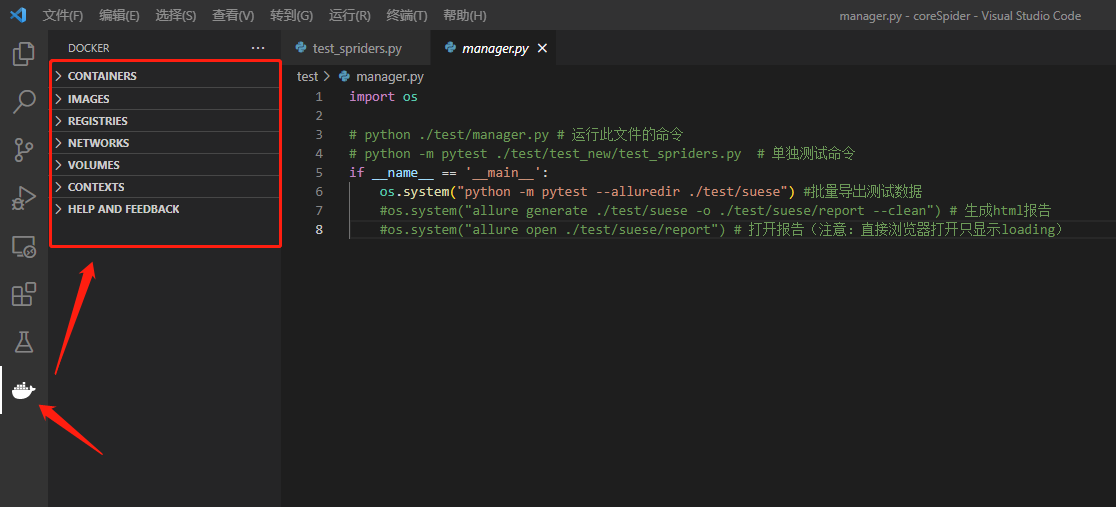 文件(F) 编辑(E) 选择(S) 查看(V) 转到(G) 运行(R) 终端(T) 帮助(H) manager.py - coreSpider - Visual Studio Code
DOCKER ···
CONTAINERS
IMAGES
REGISTRIES
NETWORKS
VOLUMES
CONTEXTS
HELP AND FEEDBACK
test_spriders.py manager.py
test > manager.py
1 import os
2
3 # python ./test/manager.py # 运行此文件的命令
4 # python -m pytest ./test/test_new/test_spriders.py # 单独测试命令
5 if __name__ == '__main__':
6 os.system("python -m pytest --alluredir ./test/suese") #批量导出测试数据
7 #os.system("allure generate ./test/suese -o ./test/suese/report --clean") # 生成html报告
8 #os.system("allure open ./test/suese/report") # 打开报告（注意：直接浏览器打开只显示loading）